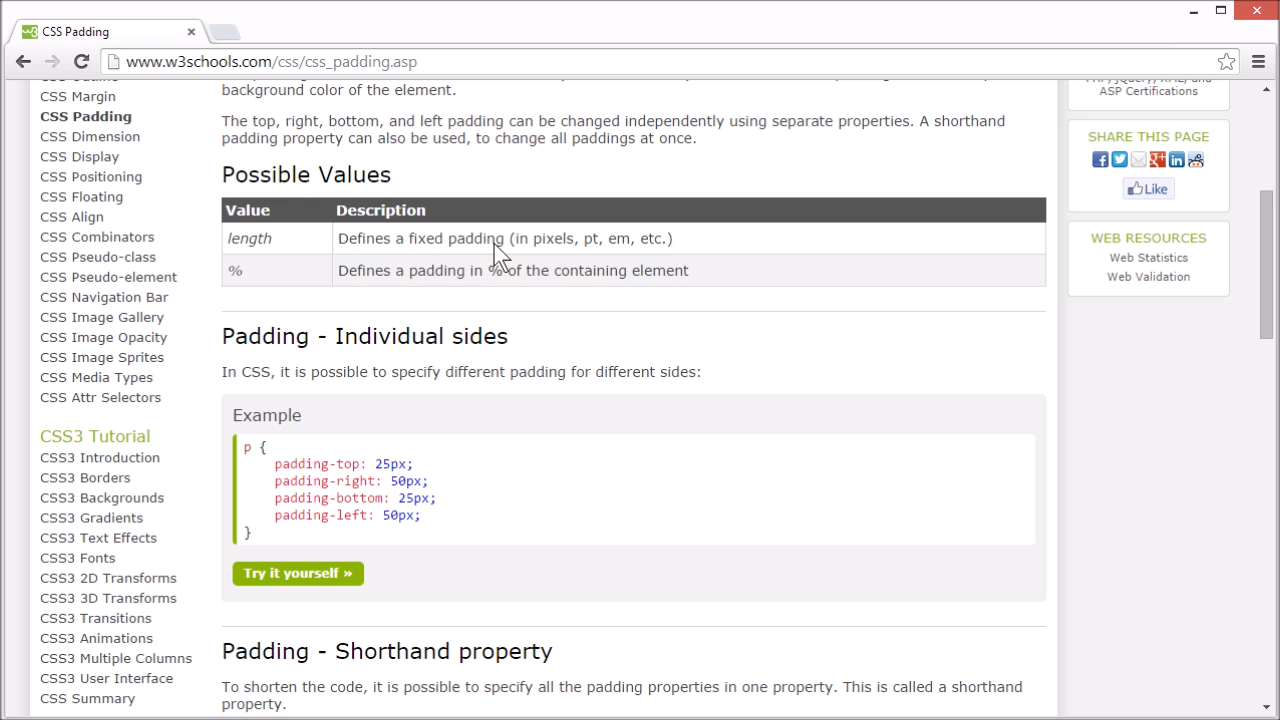 CSS Padding
www.w3schools.com/css/css_padding.asp
CSS Margin
CSS Padding
CSS Dimension
CSS Display
CSS Positioning
CSS Floating
CSS Align
CSS Combinators
CSS Pseudo-class
CSS Pseudo-element
CSS Navigation Bar
CSS Image Gallery
CSS Image Opacity
CSS Image Sprites
CSS Media Types
CSS Attr Selectors
CSS3 Tutorial
CSS3 Introduction
CSS3 Borders
CSS3 Backgrounds
CSS3 Gradients
CSS3 Text Effects
CSS3 Fonts
CSS3 2D Transforms
CSS3 3D Transforms
CSS3 Transitions
CSS3 Animations
CSS3 Multiple Columns
CSS3 User Interface
CSS Summary
background color of the element.
The top, right, bottom, and left padding can be changed independently using separate properties. A shorthand
padding property can also be used, to change all paddings at once.
Possible Values
Value Description
length Defines a fixed padding (in pixels, pt, em, etc.)
% Defines a padding in % of the containing element
Padding - Individual sides
In CSS, it is possible to specify different padding for different sides:
Example
p {
padding-top: 25px;
padding-right: 50px;
padding-bottom: 25px;
padding-left: 50px;
}
Try it yourself »
Padding - Shorthand property
To shorten the code, it is possible to specify all the padding properties in one property. This is called a shorthand
property.
ASP Certifications
SHARE THIS PAGE
Like
WEB RESOURCES
Web Statistics
Web Validation